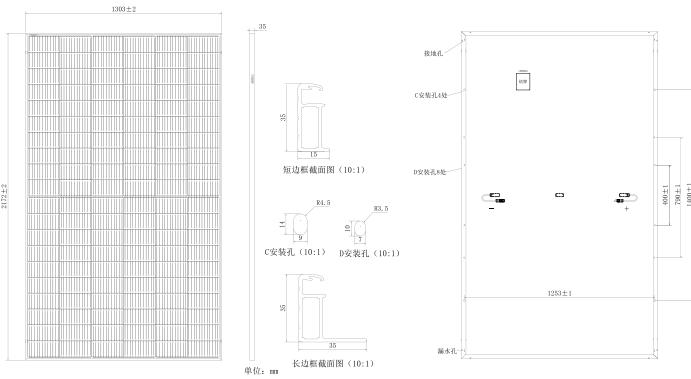 1303±2
35
2172±2
35
15
短边框截面图（10:1）
R4.5
14
9
C安装孔（10:1）
R3.5
10
7
D安装孔（10:1）
35
35
长边框截面图（10:1）
单位：mm
接地孔
C安装孔4处
D安装孔8处
铭牌
-
+
400±1
790±1
1400±1
1253±1
漏水孔